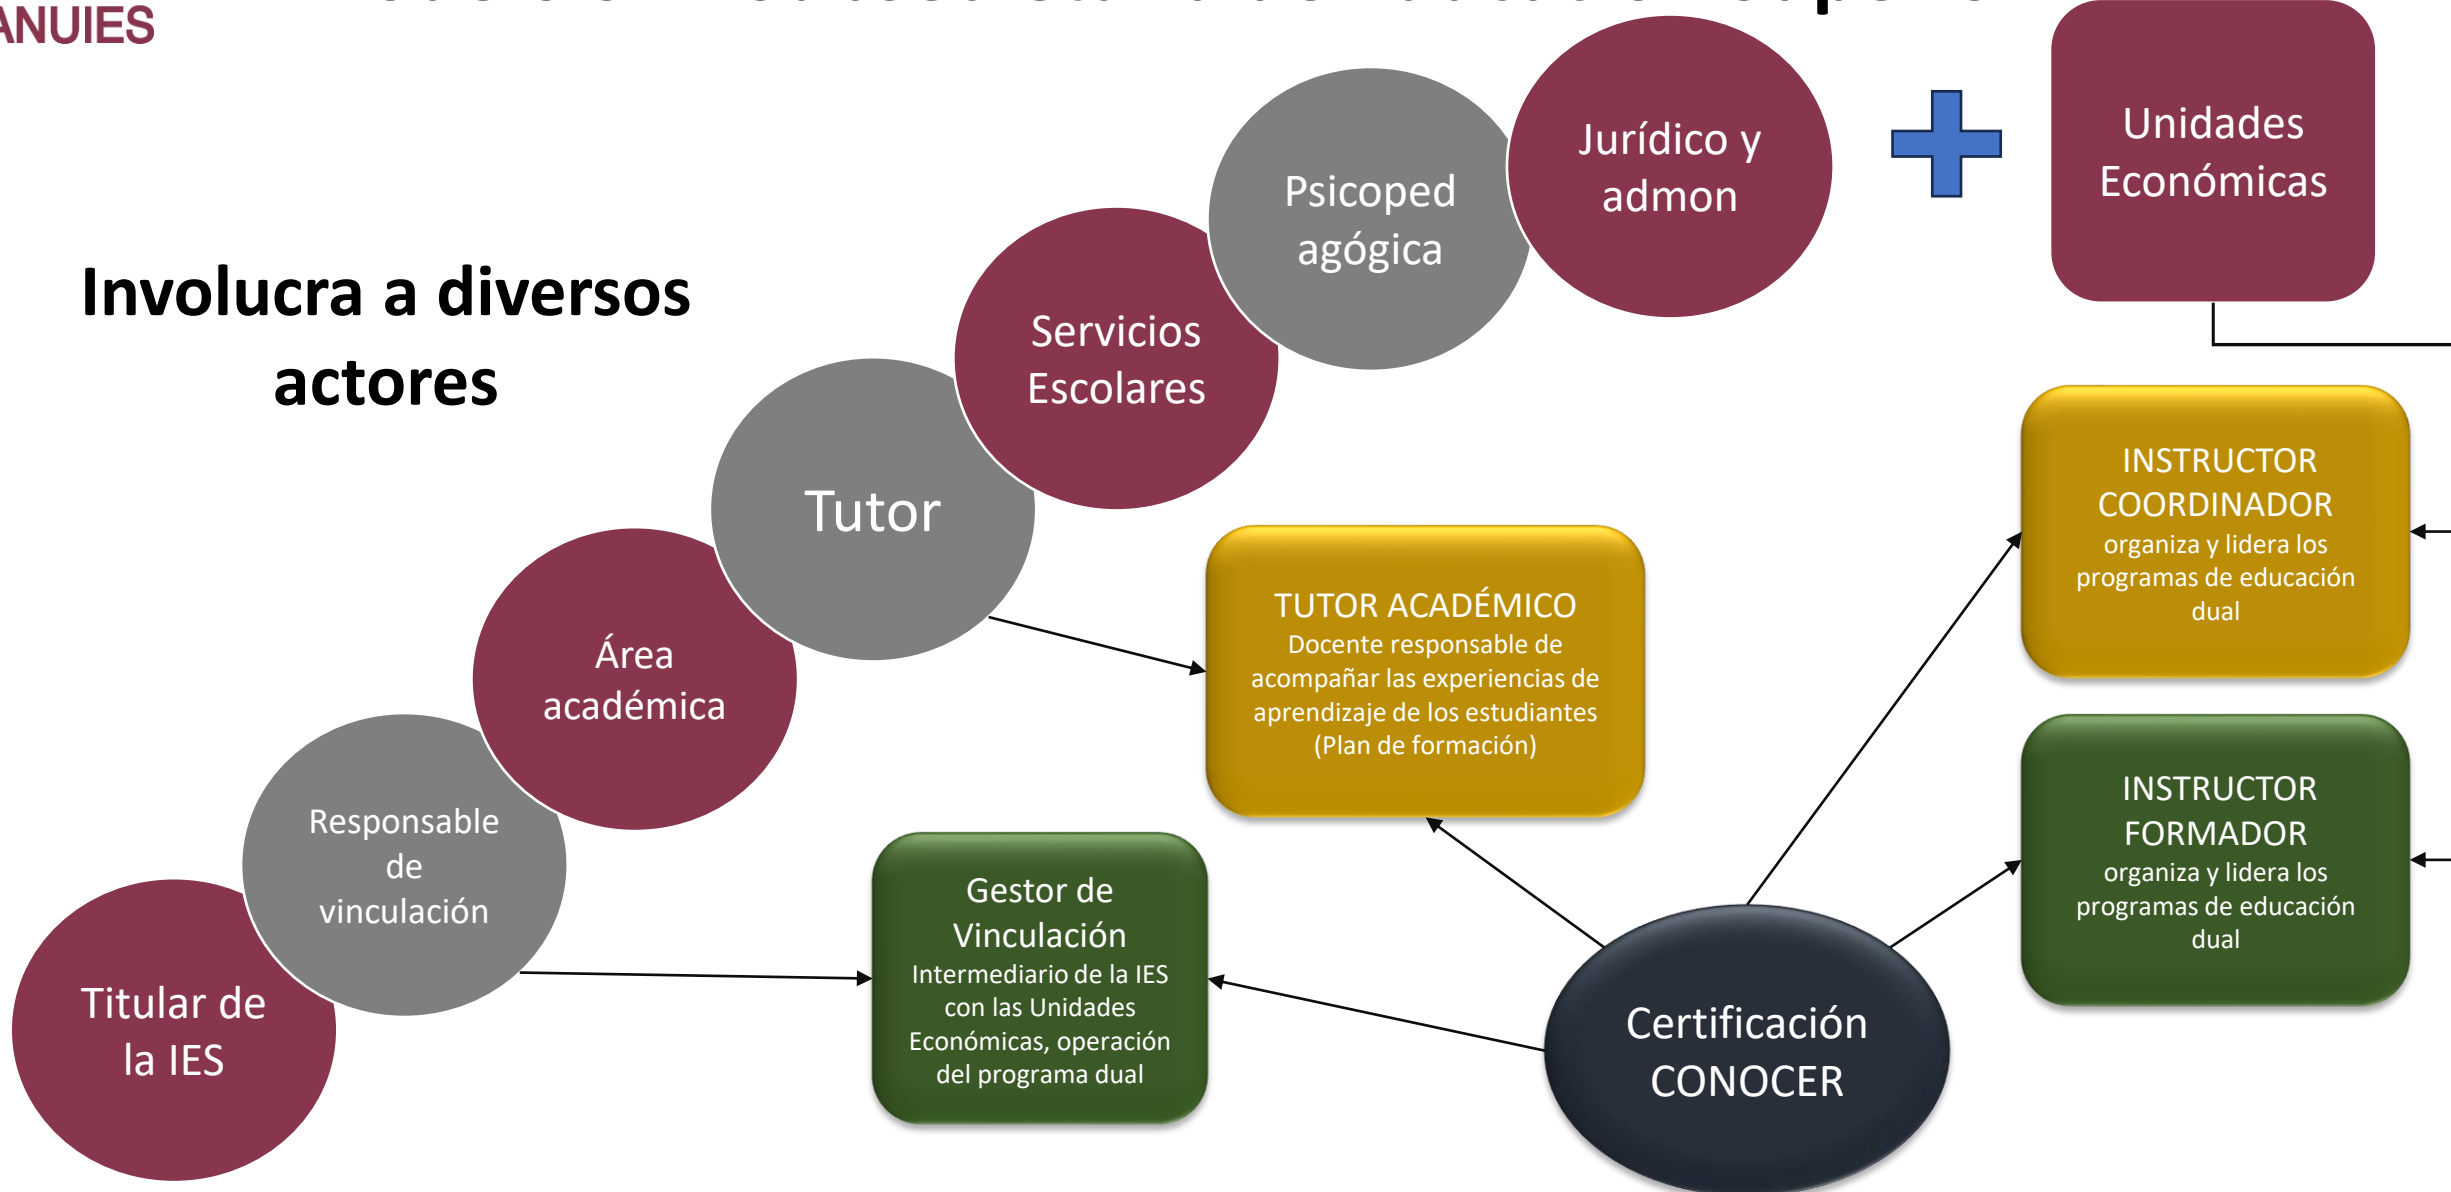 ANUIES
Involucra a diversos
actores
Jurídico y
admon
Unidades
Económicas
Psicoped
agógica
Servicios
Escolares
Tutor
Área
académica
Responsable
de
vinculación
Titular de
la IES
INSTRUCTOR
COORDINADOR
organiza y lidera los
programas de educación
dual
TUTOR ACADÉMICO
Docente responsable de
acompañar las experiencias de
aprendizaje de los estudiantes
(Plan de formación)
INSTRUCTOR
FORMADOR
organiza y lidera los
programas de educación
dual
Gestor de
Vinculación
Intermediario de la IES
con las Unidades
Económicas, operación
del programa dual
Certificación
CONOCER